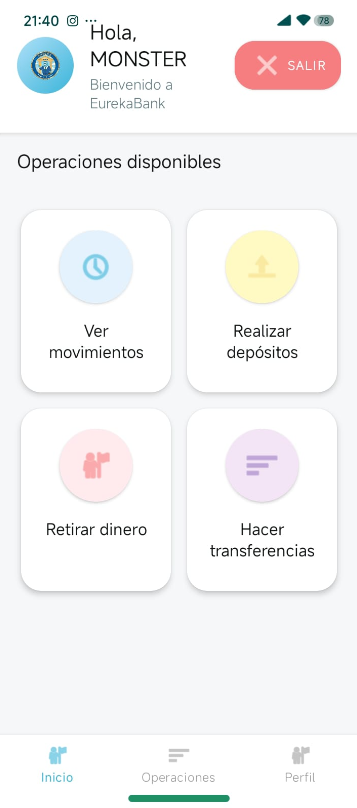 21:40
78
Hola,
MONSTER
Bienvenido a
EurekaBank
SALIR
Operaciones disponibles
Ver
movimientos
Realizar
depósitos
Retirar dinero
Hacer
transferencias
Inicio
Operaciones
Perfil